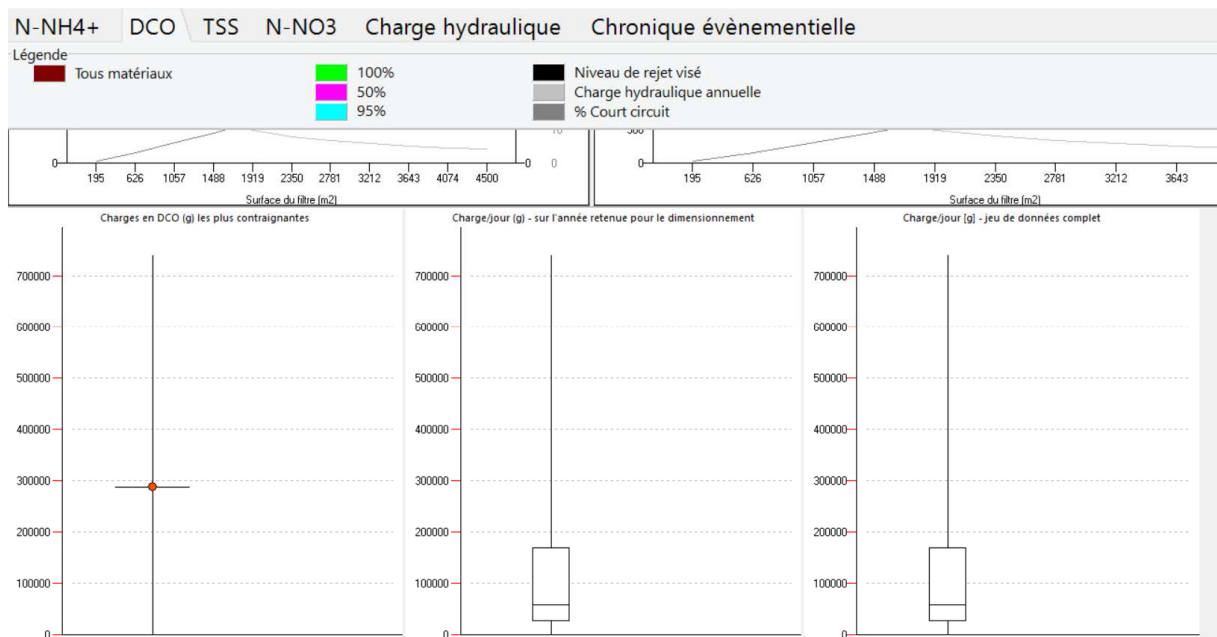 N-NH4+ DCO TSS N-NO3 Charge hydraulique Chronique évènementielle
Légende
Tous matériaux 100% Niveau de rejet visé
50% Charge hydraulique annuelle
95% % Court circuit
0 0 0 0
195 626 1057 1488 1919 2350 2781 3212 3643 4074 4500 195 626 1057 1488 1919 2350 2781 3212 3643
Surface du filtre (m2) Surface du filtre (m2)
Charges en DCO (g) les plus contraignantes Charge/jour (g) - sur l'année retenue pour le dimensionnement Charge/jour [g] - jeu de données complet
700000 700000 700000
600000 600000 600000
500000 500000 500000
400000 400000 400000
300000 300000 300000
200000 200000 200000
100000 100000 100000
0 0 0